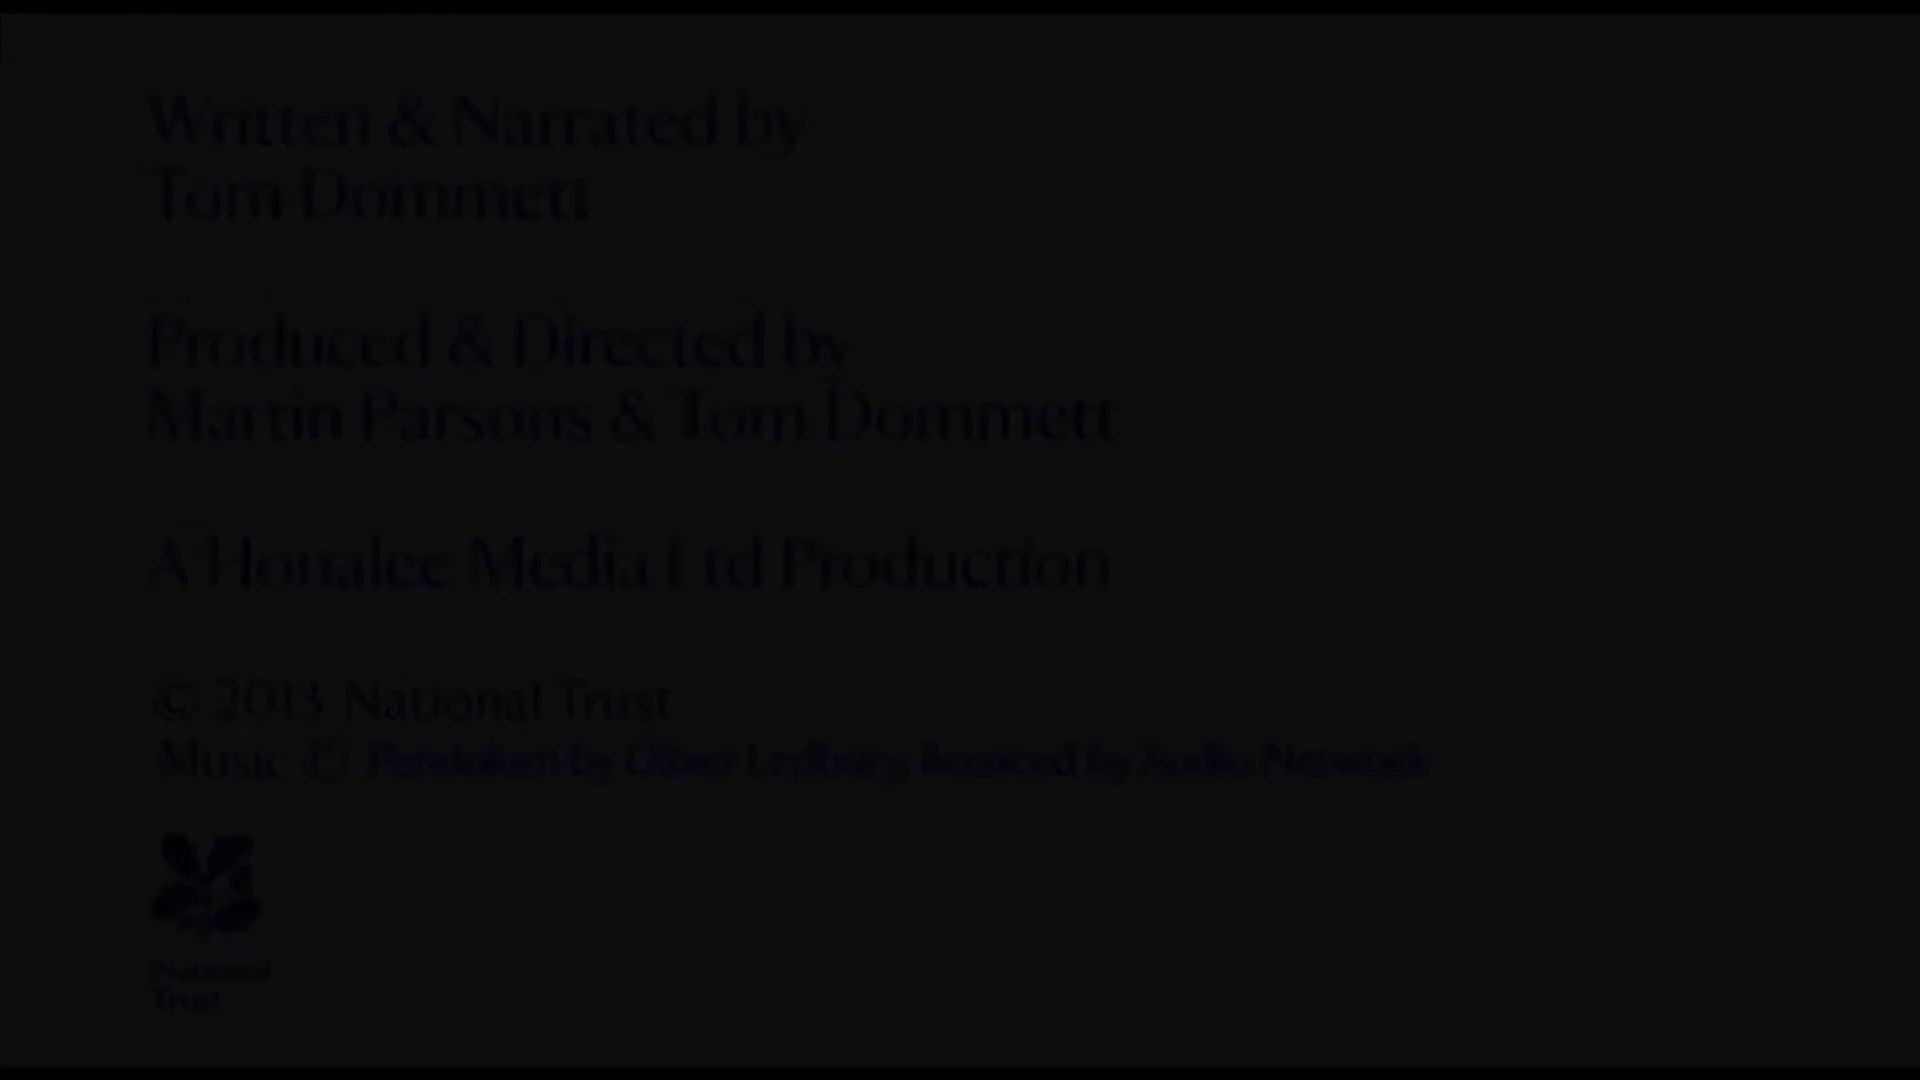 Written & Narrated by
Tom Dommett
Produced & Directed by
Martin Parsons & Tom Dommett
A Honalee Media Ltd Production
© 2013 National Trust
Music © Pendulum by Oliver Ledbury, licenced by Audio Network
National
Trust